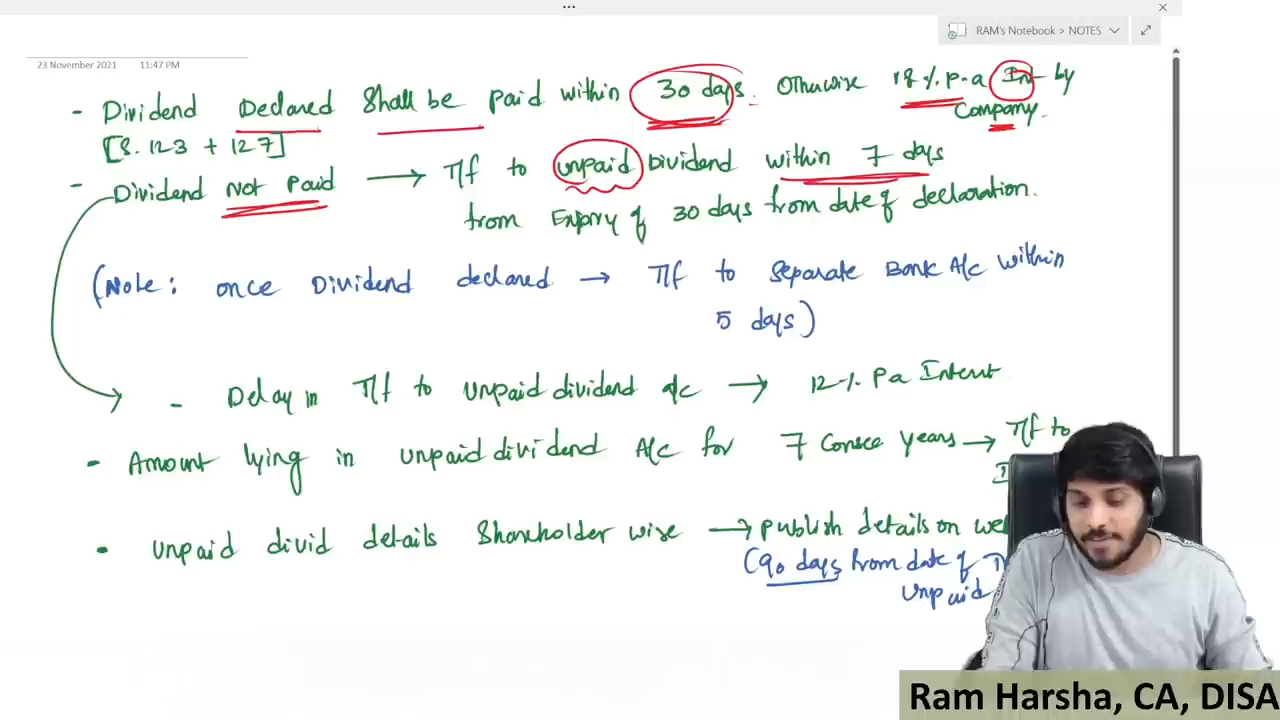 RAM's Notebook > NOTES
23 November 2021 11:47 PM
- Dividend Declared Shall be paid within 30 days. Otherwise 18% p.a Int by Company.
[S. 123 + 127]
- Dividend Not Paid → T/f to unpaid Dividend within 7 days
from Expiry of 30 days from date of declaration.
(Note: once Dividend declared → T/f to Separate Bank A/c within
5 days)
- Delay in T/f to unpaid dividend a/c → 12% Pa Interest
- Amount lying in unpaid dividend A/c for 7 Consec years → T/f to
• unpaid divid details Shareholder wise → publish details on
(90 days from date of
unpaid
Ram Harsha, CA, DISA